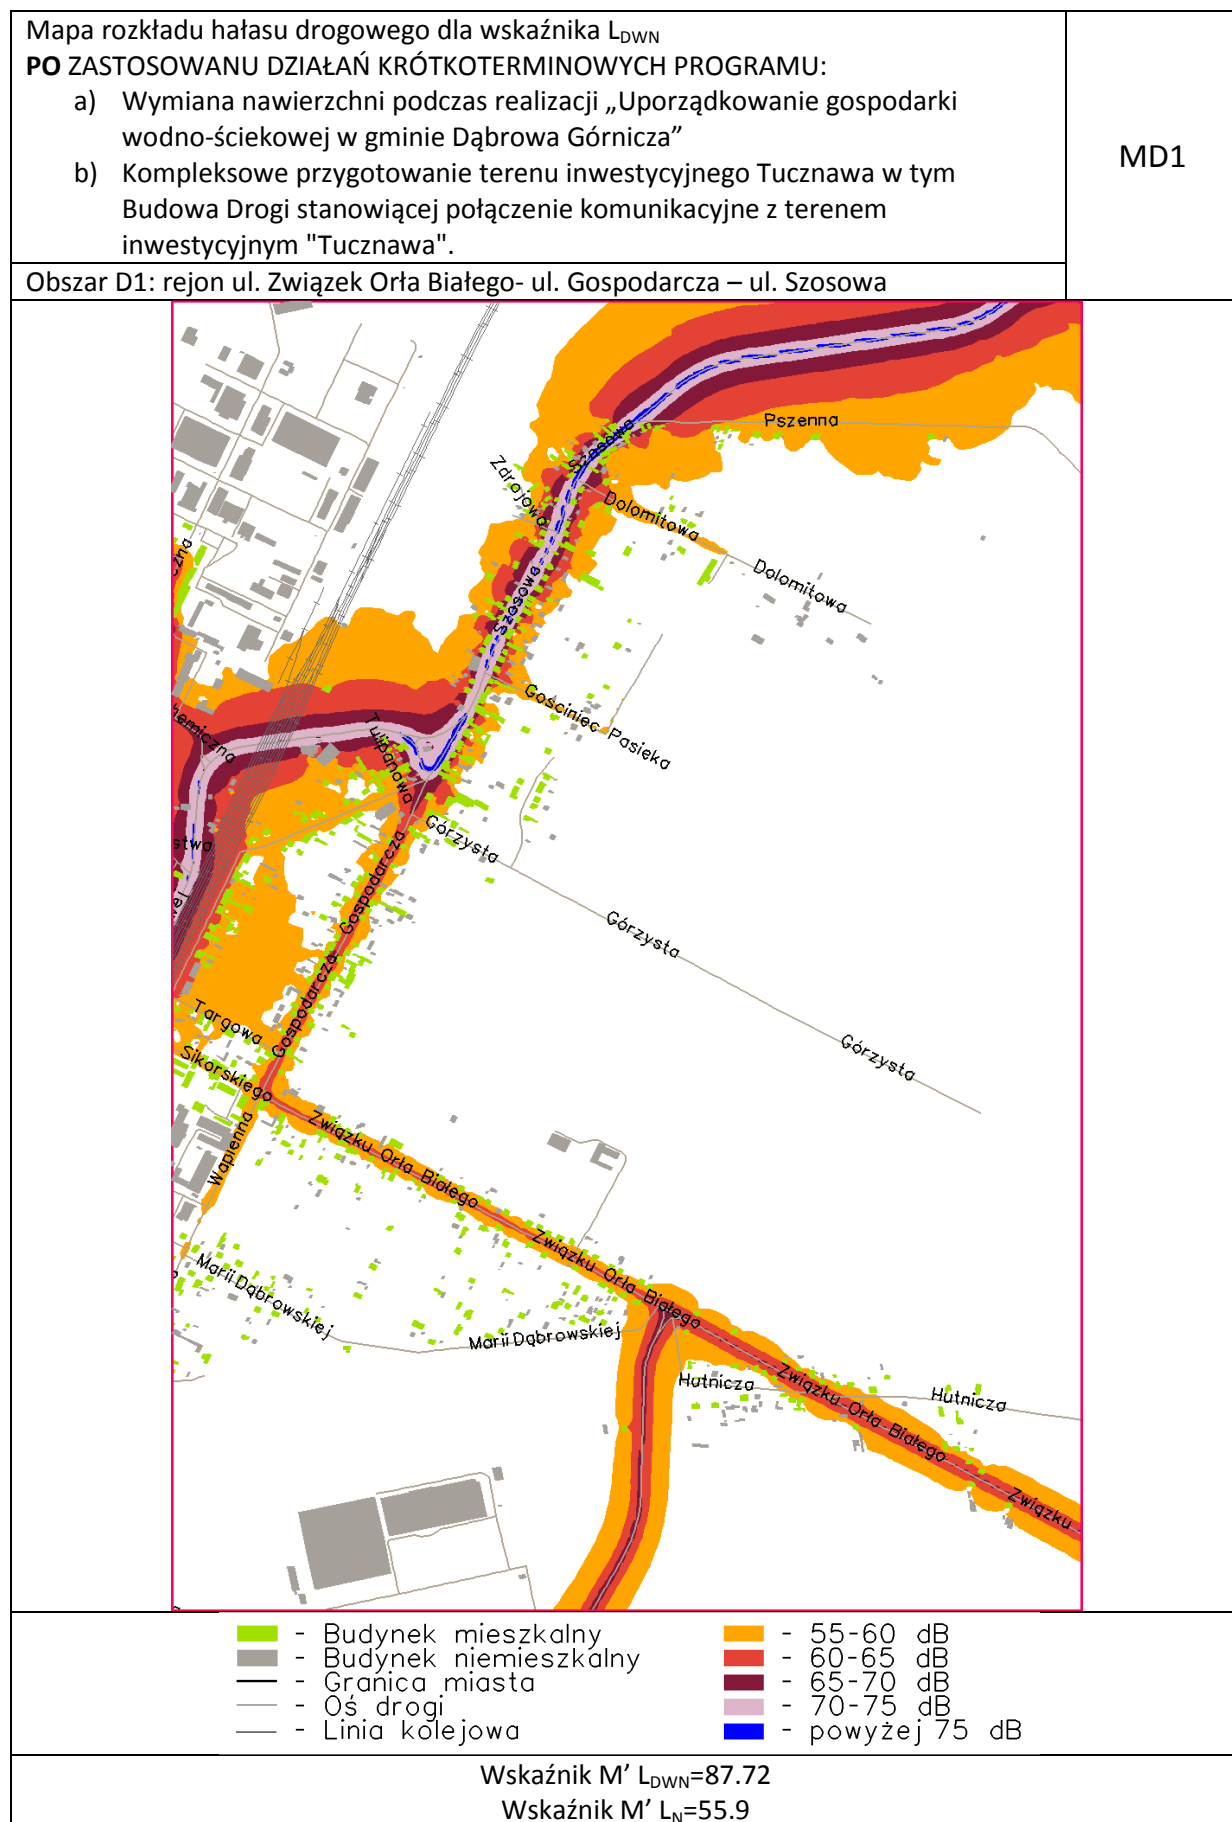 Mapa rozkładu hałasu drogowego dla wskaźnika LDWN
PO ZASTOSOWANU DZIAŁAŃ KRÓTKOTERMINOWYCH PROGRAMU:
a) Wymiana nawierzchni podczas realizacji „Uporządkowanie gospodarki
wodno-ściekowej w gminie Dąbrowa Górnicza”
b) Kompleksowe przygotowanie terenu inwestycyjnego Tucznawa w tym
Budowa Drogi stanowiącej połączenie komunikacyjne z terenem
inwestycyjnym "Tucznawa".
MD1
Obszar D1: rejon ul. Związek Orła Białego- ul. Gospodarcza – ul. Szosowa
Pszenna
Szosowa
Zdrojowa
Dolomitowa
czna
Dolomitowa
Szosowa
Gościniec Pasieka
hemiczna
Tulipanowa
Górzysta
stwa
Gospodarcza
wej
Górzysta
Gospodarcza
Targowa
Górzysta
Sikorskiego
Wapienna
Związku Orła Białego
Związku Orła Białego
Marii Dąbrowskiej
Marii Dąbrowskiej
Hutnicza
Hutnicza
Związku Orła Białego
Związku
- Budynek mieszkalny
- Budynek niemieszkalny
- Granica miasta
- Oś drogi
- Linia kolejowa
- 55-60 dB
- 60-65 dB
- 65-70 dB
- 70-75 dB
- powyżej 75 dB
Wskaźnik M’ LDWN=87.72
Wskaźnik M’ LN=55.9